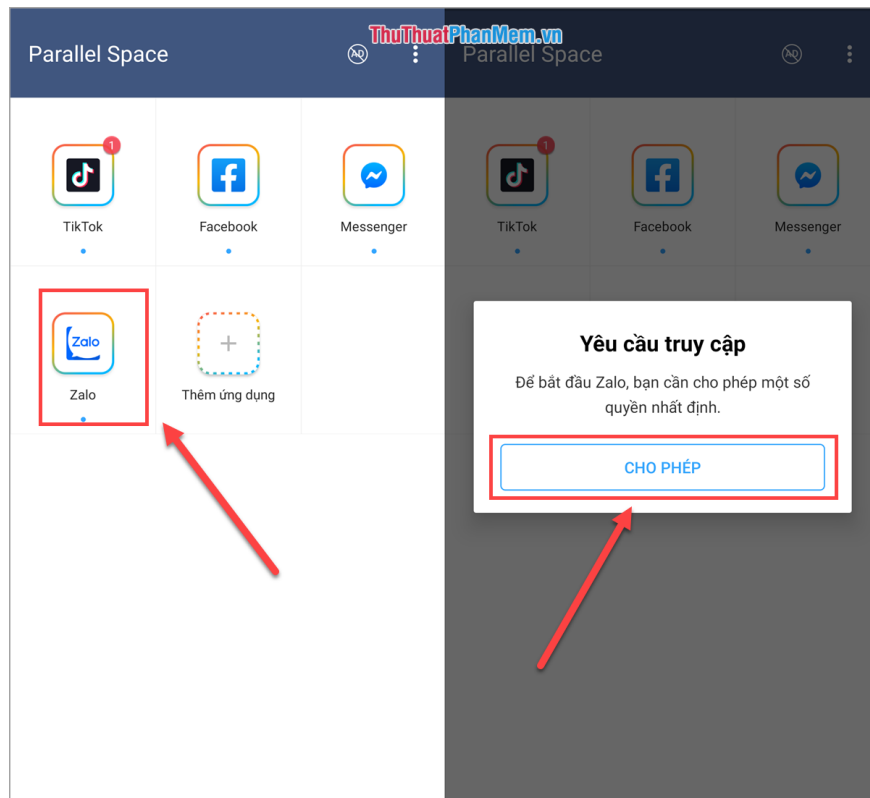 ThuThuatPhanMem.vn
Parallel Space
AD
1
TikTok
Facebook
Messenger
Zalo
Zalo
Thêm ứng dụng
Parallel Space
AD
1
TikTok
Facebook
Messenger
Yêu cầu truy cập
Để bắt đầu Zalo, bạn cần cho phép một số
quyền nhất định.
CHO PHÉP